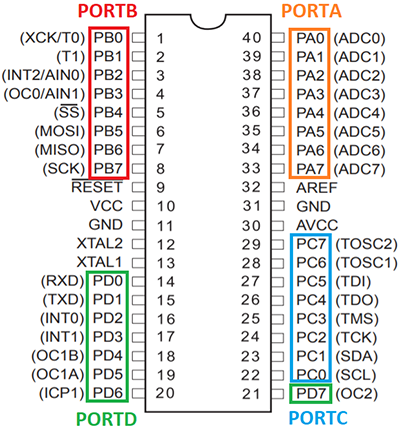 PORTB PORTA
(XCK/T0) PB0 1 40 PA0 (ADC0)
(T1) PB1 2 39 PA1 (ADC1)
(INT2/AIN0) PB2 3 38 PA2 (ADC2)
(OC0/AIN1) PB3 4 37 PA3 (ADC3)
(SS) PB4 5 36 PA4 (ADC4)
(MOSI) PB5 6 35 PA5 (ADC5)
(MISO) PB6 7 34 PA6 (ADC6)
(SCK) PB7 8 33 PA7 (ADC7)
RESET 9 32 AREF
VCC 10 31 GND
GND 11 30 AVCC
XTAL2 12 29 PC7 (TOSC2)
XTAL1 13 28 PC6 (TOSC1)
(RXD) PD0 14 27 PC5 (TDI)
(TXD) PD1 15 26 PC4 (TDO)
(INT0) PD2 16 25 PC3 (TMS)
(INT1) PD3 17 24 PC2 (TCK)
(OC1B) PD4 18 23 PC1 (SDA)
(OC1A) PD5 19 22 PC0 (SCL)
(ICP1) PD6 20 21 PD7 (OC2)
PORTD PORTC